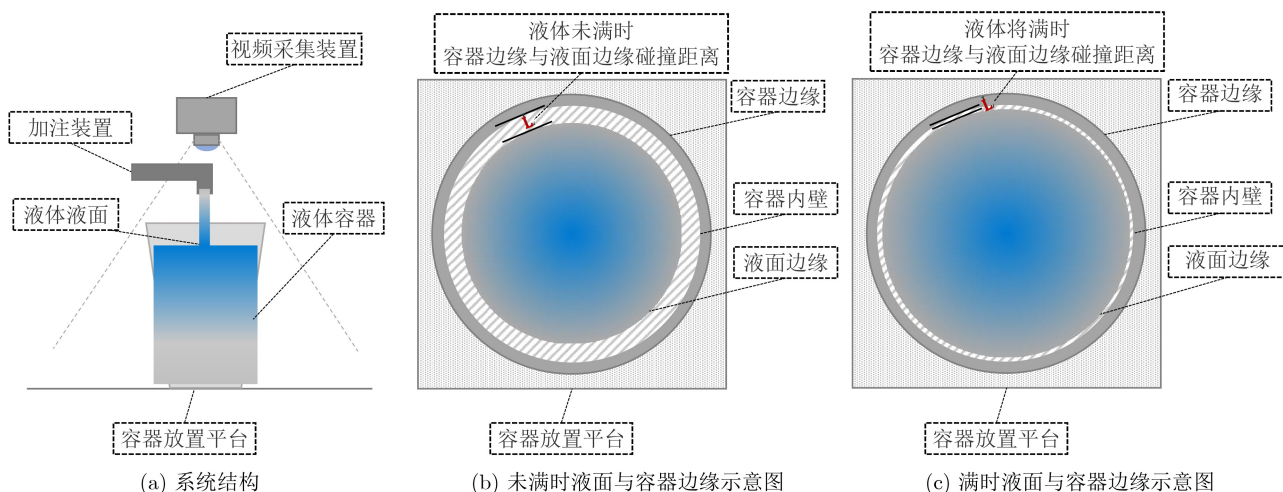 视频采集装置
加注装置
液体液面
液体容器
容器放置平台
(a) 系统结构
液体未满时
容器边缘与液面边缘碰撞距离
L
容器边缘
容器内壁
液面边缘
容器放置平台
(b) 未满时液面与容器边缘示意图
液体将满时
容器边缘与液面边缘碰撞距离
L
容器边缘
容器内壁
液面边缘
容器放置平台
(c) 满时液面与容器边缘示意图